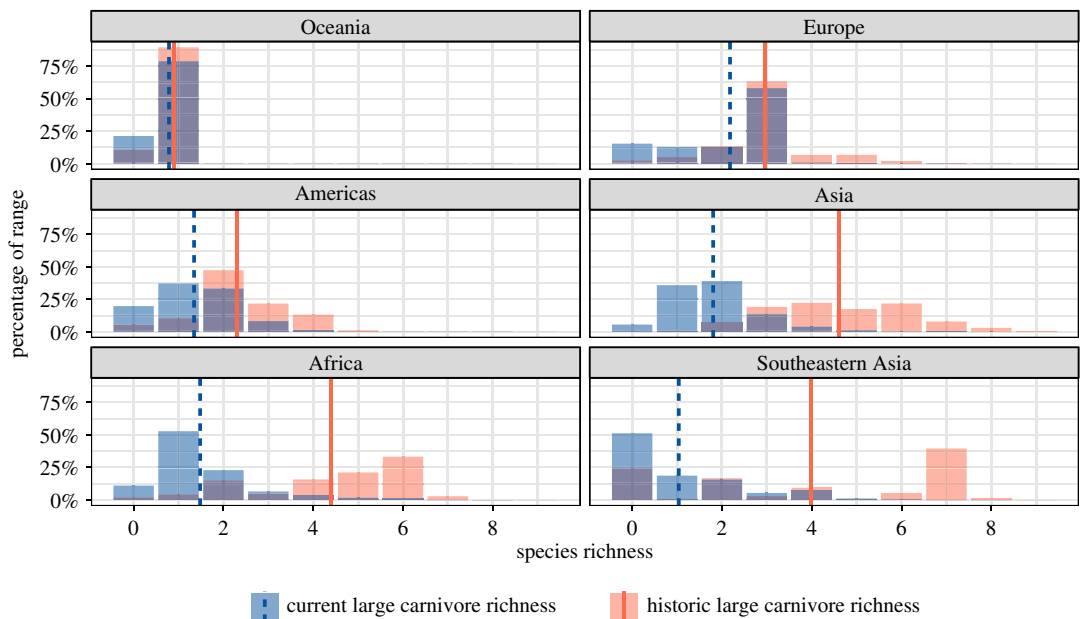 Oceania
Europe
75%
50%
25%
0%
Americas
Asia
75%
50%
25%
0%
Africa
Southeastern Asia
75%
50%
25%
0%
0 2 4 6 8 0 2 4 6 8
percentage of range
species richness
current large carnivore richness
historic large carnivore richness